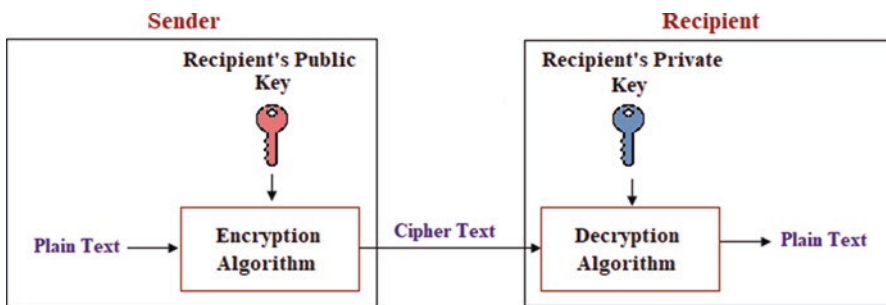 Sender
Recipient's Public
Key
Plain Text
Encryption
Algorithm
Cipher Text
Recipient
Recipient's Private
Key
Decryption
Algorithm
Plain Text